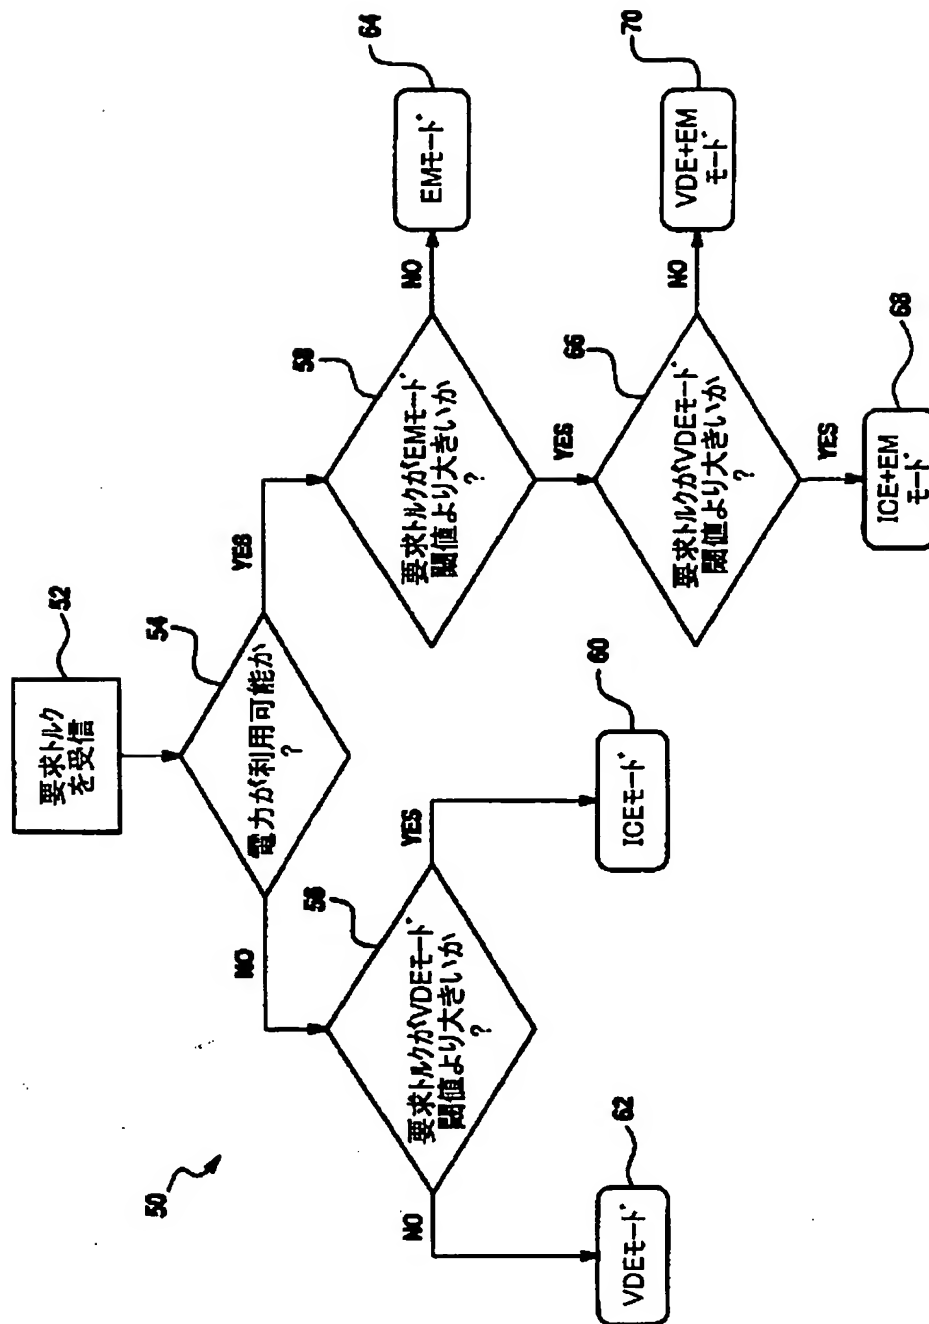 50
52
要求トルク
を受信
54
電力が利用可能か
?
NO
YES
56
要求トルクがVDEモード
閾値より大きいか
?
NO
YES
62
VDEモード
60
ICEモード
58
要求トルクがEMモード
閾値より大きいか
?
NO
64
EMモード
YES
66
要求トルクがVDEモード
閾値より大きいか
?
NO
70
VDE+EM
モード
YES
68
ICE+EM
モード